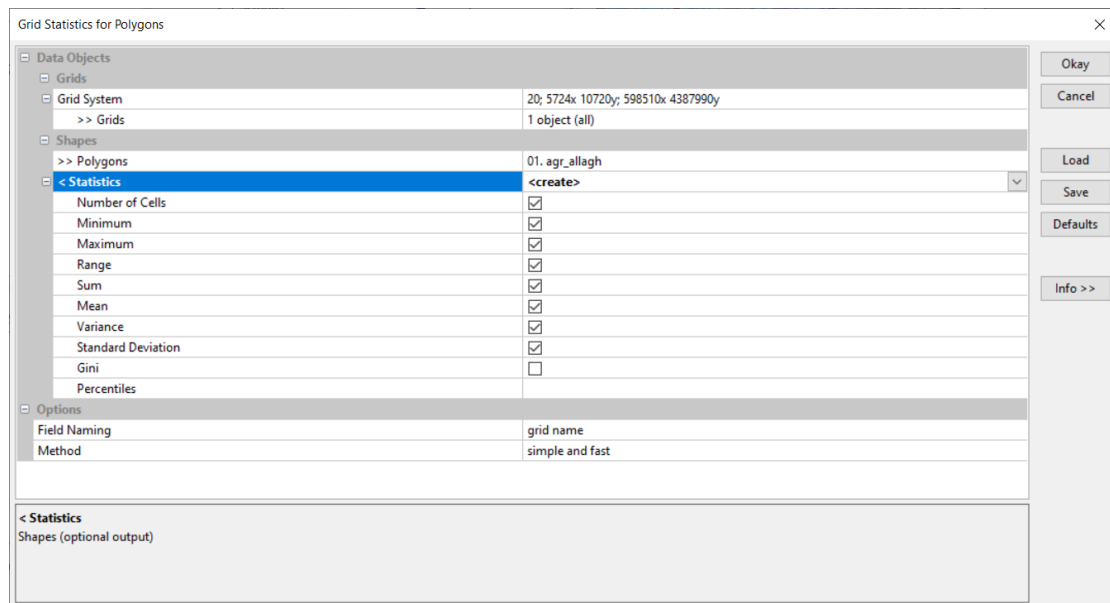 Grid Statistics for Polygons
Data Objects
Okay
Grids
Grid System 20; 5724x 10720y; 598510x 4387990y
Cancel
>> Grids 1 object (all)
Shapes
>> Polygons 01. agr_allagh
Load
< Statistics <create>
Save
Number of Cells
Minimum
Defaults
Maximum
Range
Sum
Info >>
Mean
Variance
Standard Deviation
Gini
Percentiles
Options
Field Naming grid name
Method simple and fast
< Statistics
Shapes (optional output)